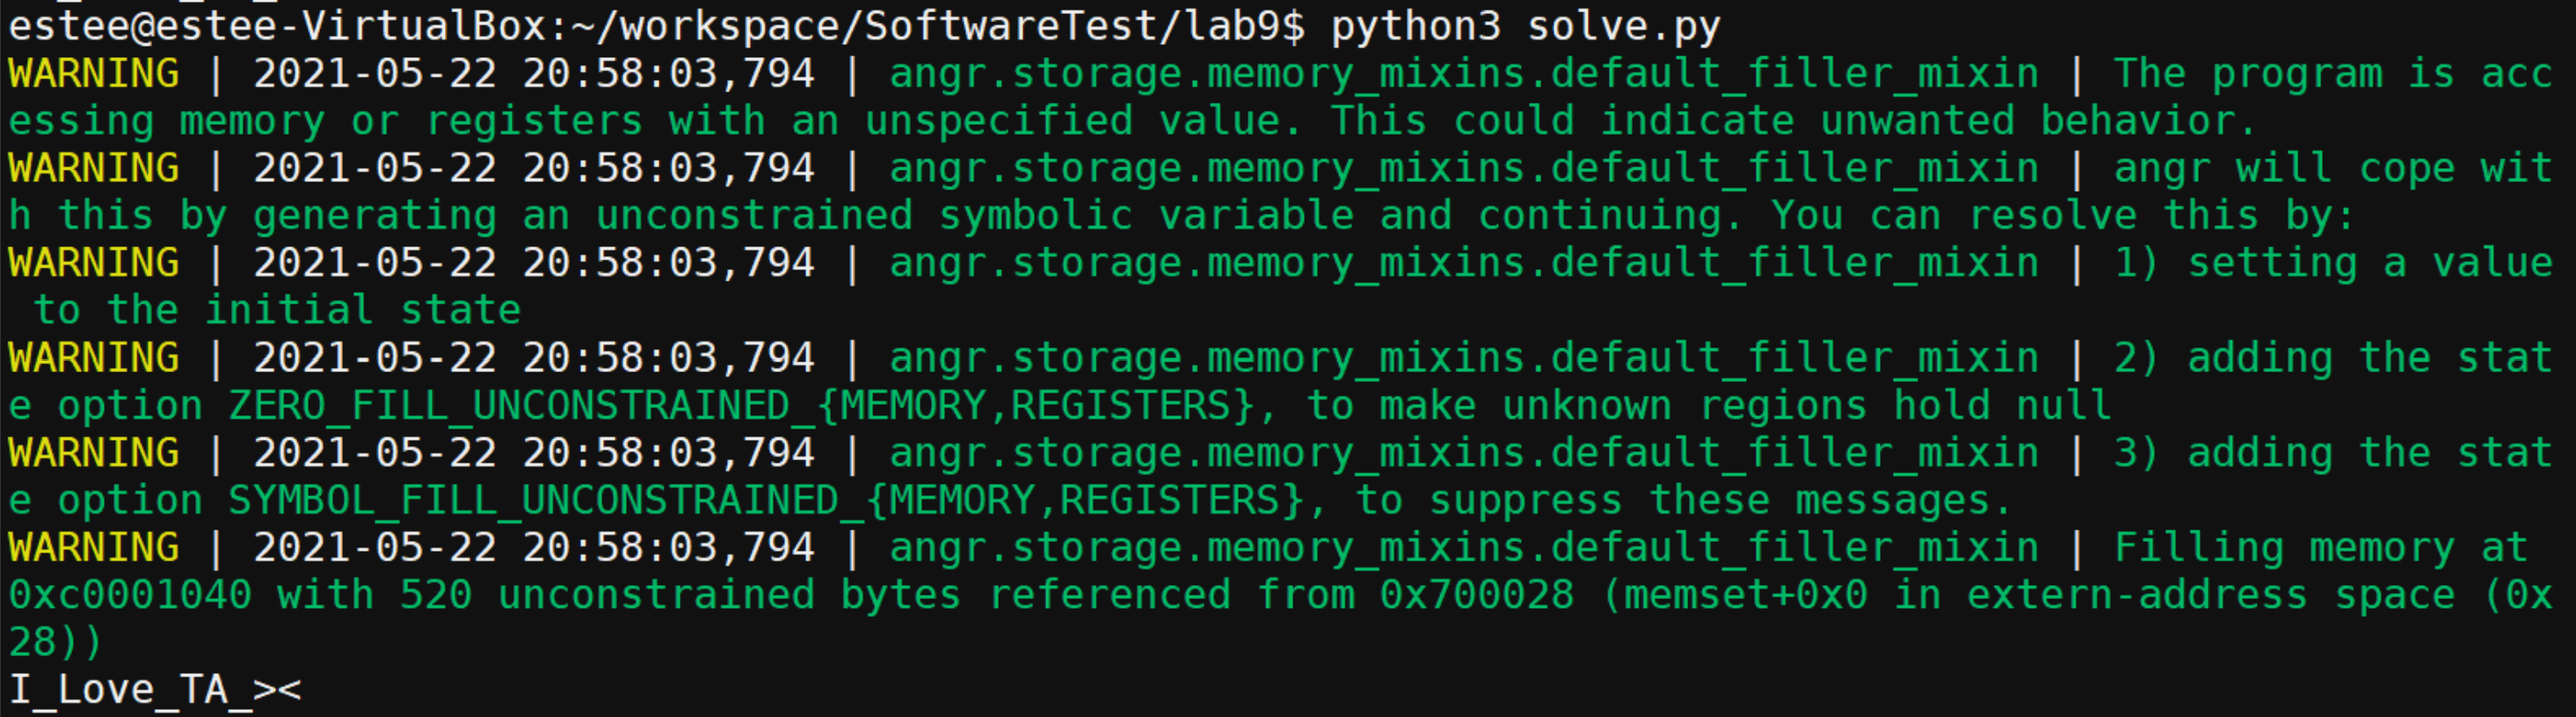 estee@estee-VirtualBox:~/workspace/SoftwareTest/lab9$ python3 solve.py
WARNING | 2021-05-22 20:58:03,794 | angr.storage.memory_mixins.default_filler_mixin | The program is acc
essing memory or registers with an unspecified value. This could indicate unwanted behavior.
WARNING | 2021-05-22 20:58:03,794 | angr.storage.memory_mixins.default_filler_mixin | angr will cope wit
h this by generating an unconstrained symbolic variable and continuing. You can resolve this by:
WARNING | 2021-05-22 20:58:03,794 | angr.storage.memory_mixins.default_filler_mixin | 1) setting a value
 to the initial state
WARNING | 2021-05-22 20:58:03,794 | angr.storage.memory_mixins.default_filler_mixin | 2) adding the stat
e option ZERO_FILL_UNCONSTRAINED_{MEMORY,REGISTERS}, to make unknown regions hold null
WARNING | 2021-05-22 20:58:03,794 | angr.storage.memory_mixins.default_filler_mixin | 3) adding the stat
e option SYMBOL_FILL_UNCONSTRAINED_{MEMORY,REGISTERS}, to suppress these messages.
WARNING | 2021-05-22 20:58:03,794 | angr.storage.memory_mixins.default_filler_mixin | Filling memory at
0xc0001040 with 520 unconstrained bytes referenced from 0x700028 (memset+0x0 in extern-address space (0x
28))
I_Love_TA_><